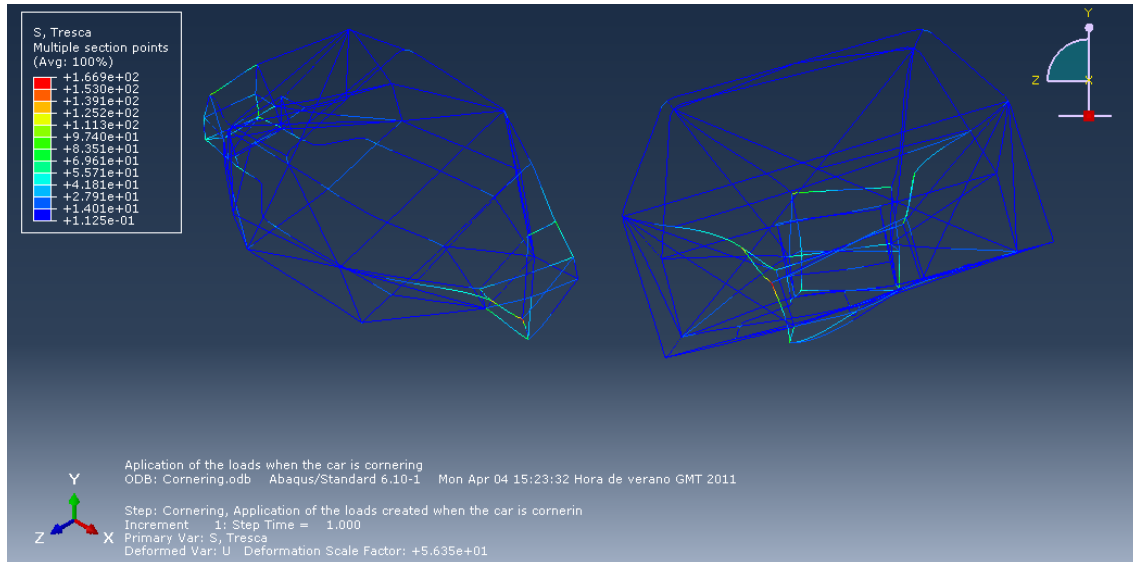 S, Tresca
Multiple section points
(Avg: 100%)
+1.669e+02
+1.530e+02
+1.391e+02
+1.252e+02
+1.113e+02
+9.740e+01
+8.351e+01
+6.961e+01
+5.571e+01
+4.181e+01
+2.791e+01
+1.401e+01
+1.125e-01
Y
Z
X
Aplication of the loads when the car is cornering
ODB: Cornering.odb    Abaqus/Standard 6.10-1    Mon Apr 04 15:23:32 Hora de verano GMT 2011
Y
Z
X
Step: Cornering, Application of the loads created when the car is cornerin
Increment      1: Step Time =    1.000
Primary Var: S, Tresca
Deformed Var: U   Deformation Scale Factor: +5.635e+01